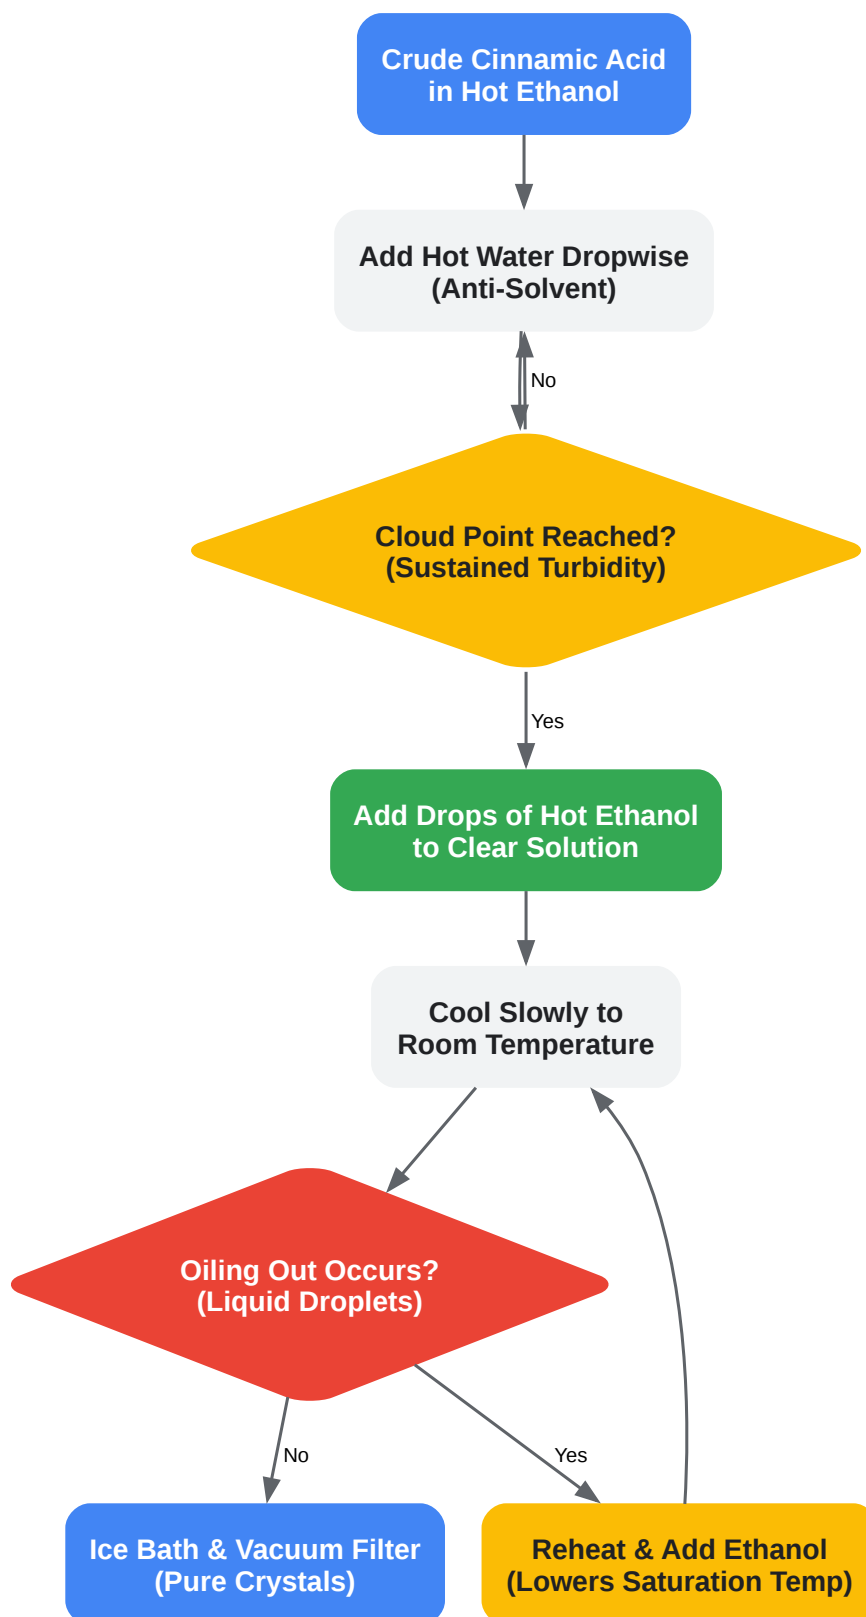 Crude Cinnamic Acid
in Hot Ethanol
Add Hot Water Dropwise
(Anti-Solvent)
No
Cloud Point Reached?
(Sustained Turbidity)
Yes
Add Drops of Hot Ethanol
to Clear Solution
Cool Slowly to
Room Temperature
Oiling Out Occurs?
(Liquid Droplets)
No
Yes
Ice Bath & Vacuum Filter
(Pure Crystals)
Reheat & Add Ethanol
(Lowers Saturation Temp)